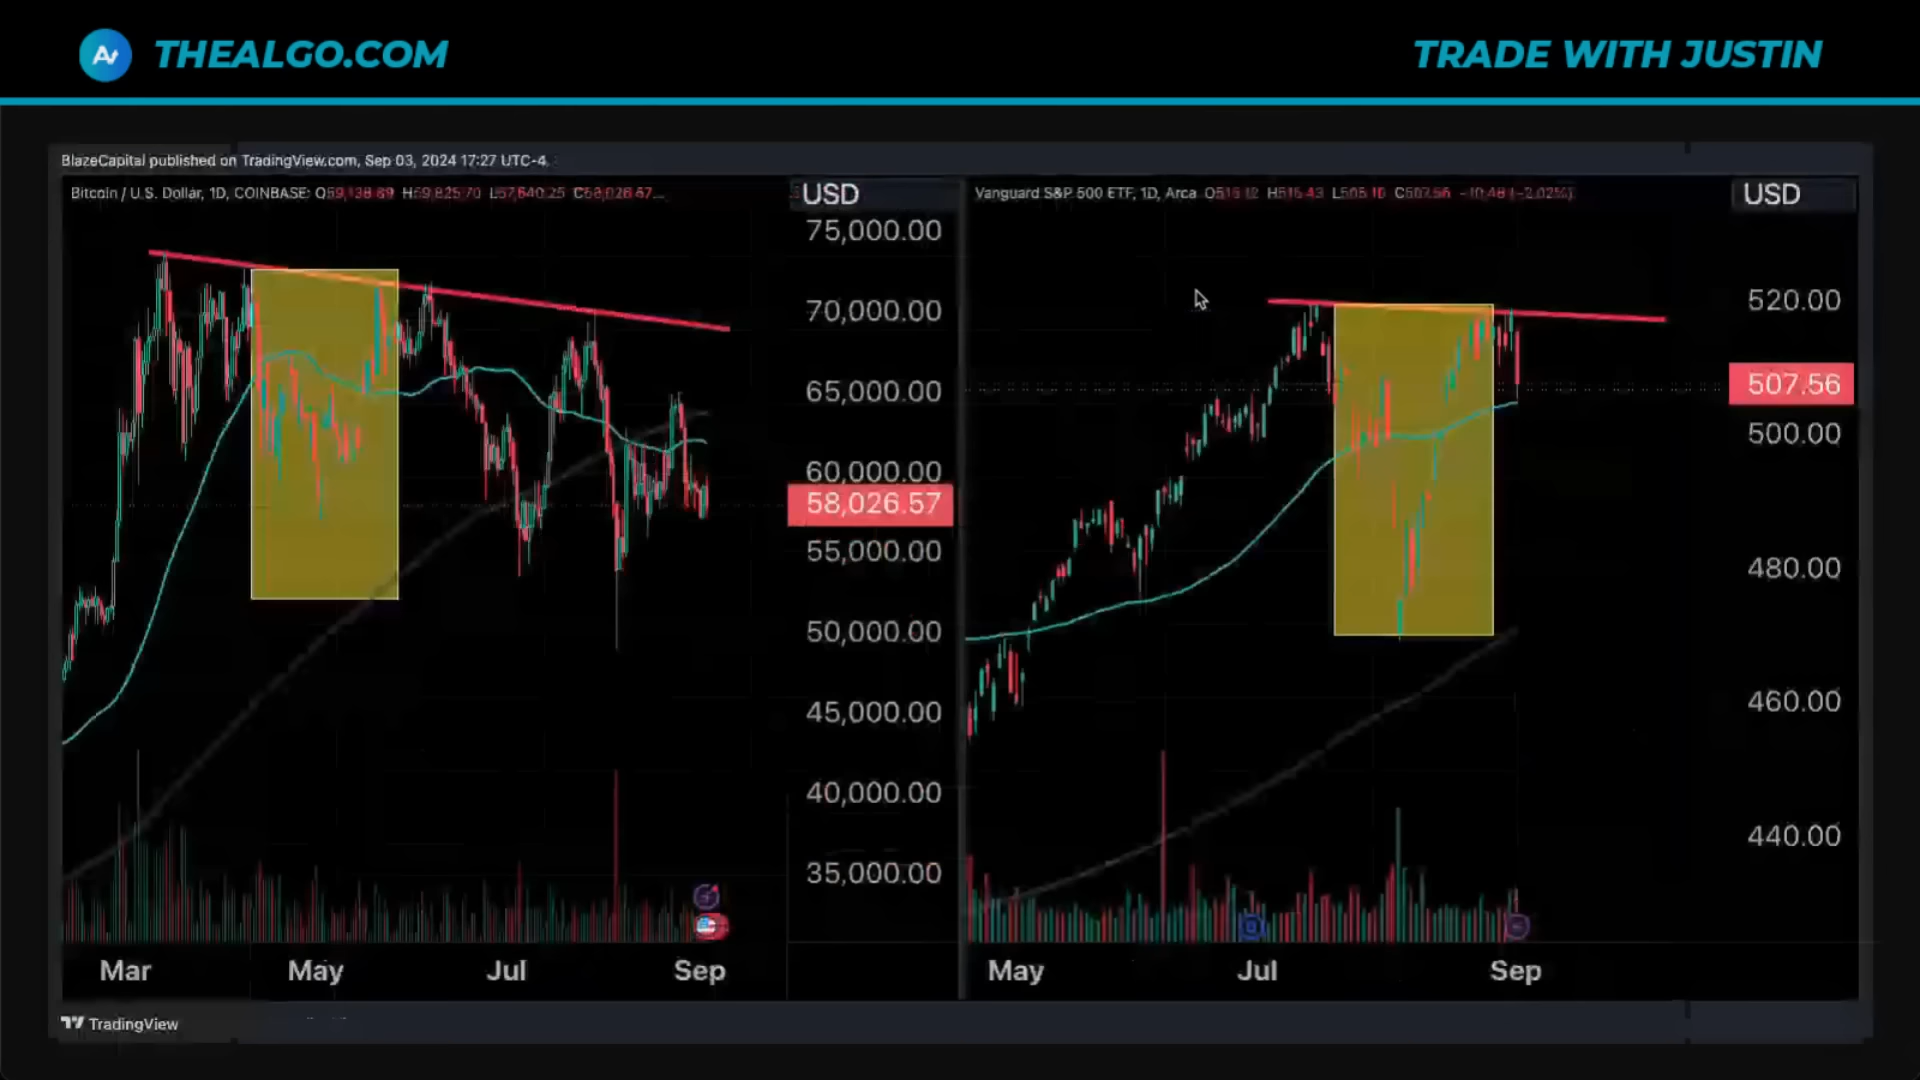 THEALGO.COM
TRADE WITH JUSTIN
BlazeCapital published on TradingView.com, Sep 03, 2024 17:27 UTC-4
Bitcoin / U.S. Dollar, 1D, COINBASE:
USD
75,000.00
70,000.00
65,000.00
60,000.00
58,026.57
55,000.00
50,000.00
45,000.00
40,000.00
35,000.00
Mar May Jul Sep
Vanguard S&P 500 ETF, 1D, Arca
USD
520.00
507.56
500.00
480.00
460.00
440.00
May Jul Sep
TradingView